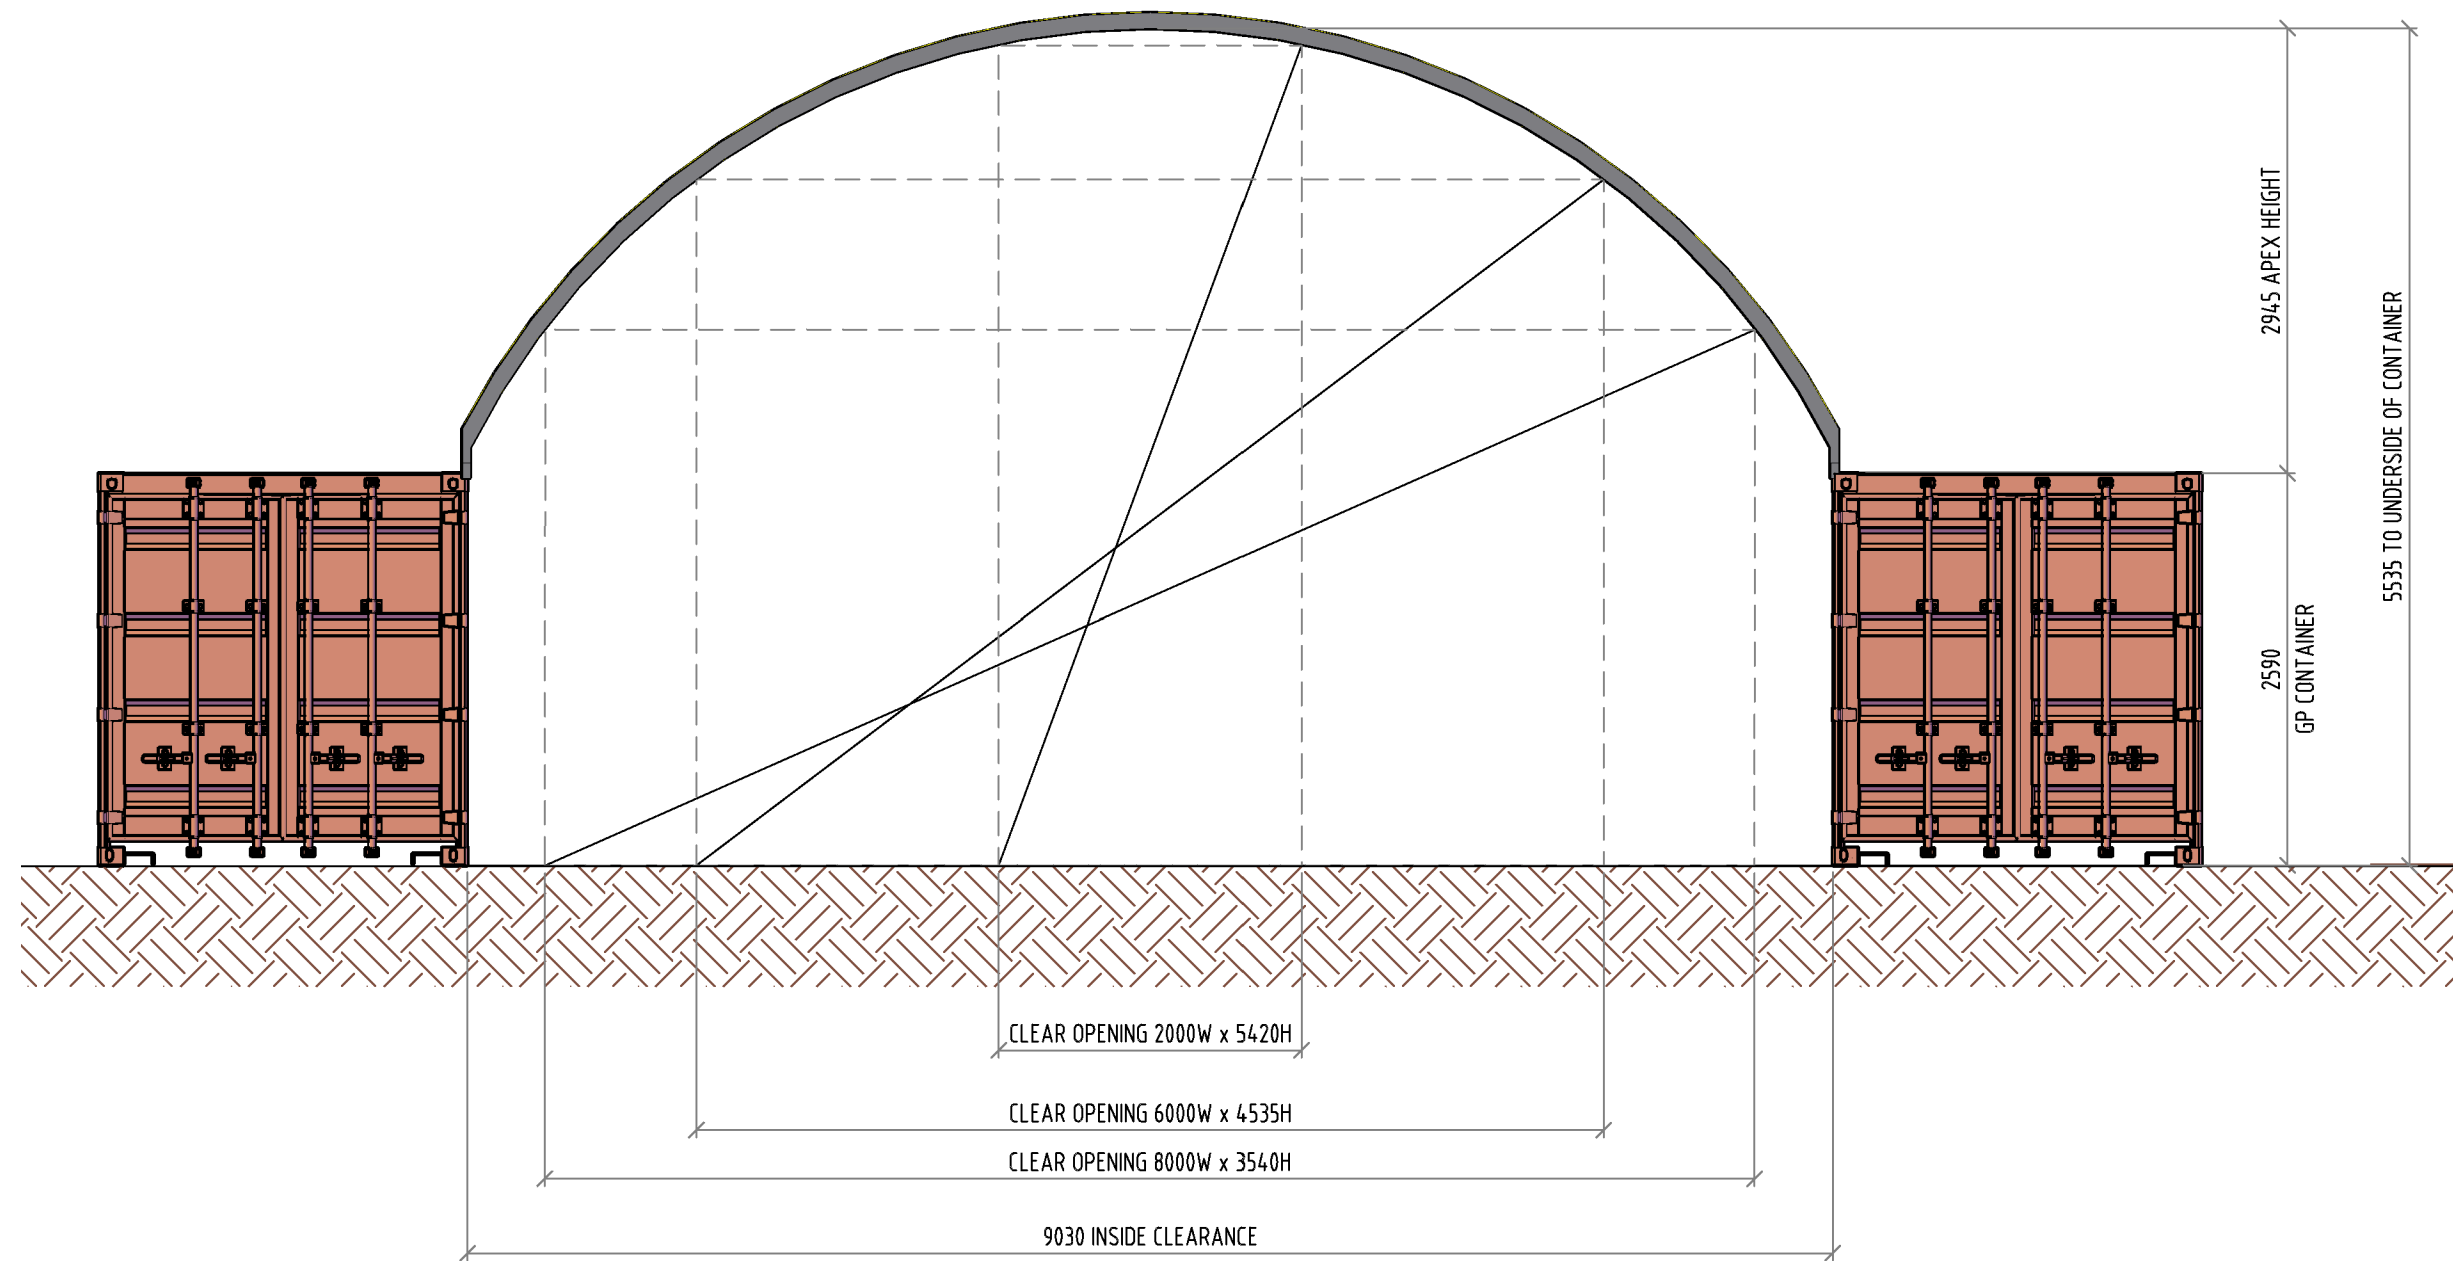 2945 APEX HEIGHT
5535 TO UNDERSIDE OF CONTAINER
2590
GP CONTAINER
CLEAR OPENING 2000W x 5420H
CLEAR OPENING 6000W x 4535H
CLEAR OPENING 8000W x 3540H
9030 INSIDE CLEARANCE